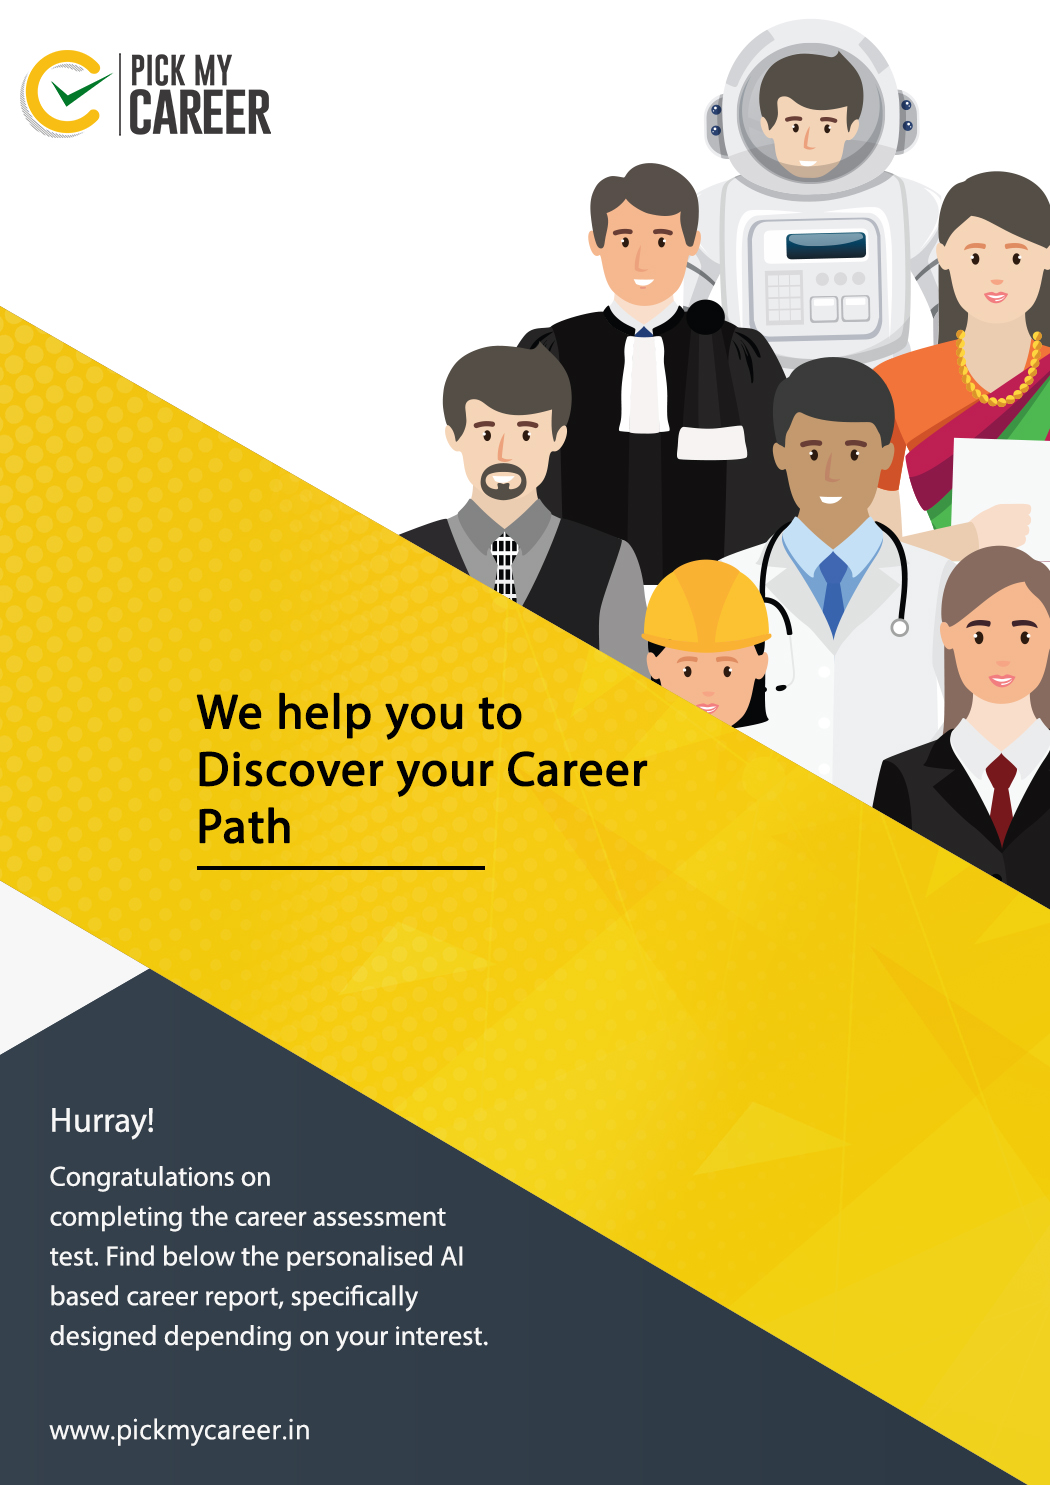 PICK MY
CAREER
We help you to
Discover your Career
Path
Hurray!
Congratulations on
completing the career assessment
test. Find below the personalised AI
based career report, specifically
designed depending on your interest.
www.pickmycareer.in